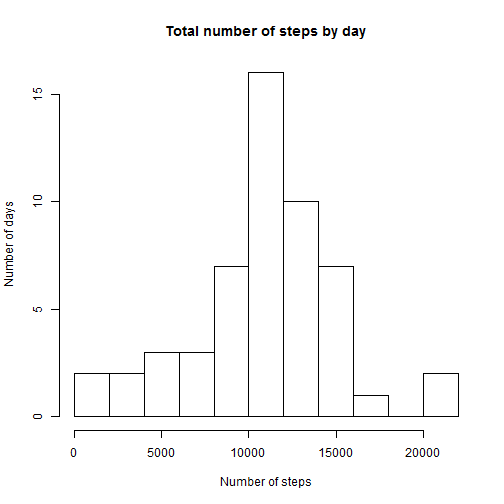 Total number of steps by day
Number of days
15
10
5
0
0 5000 10000 15000 20000
Number of steps